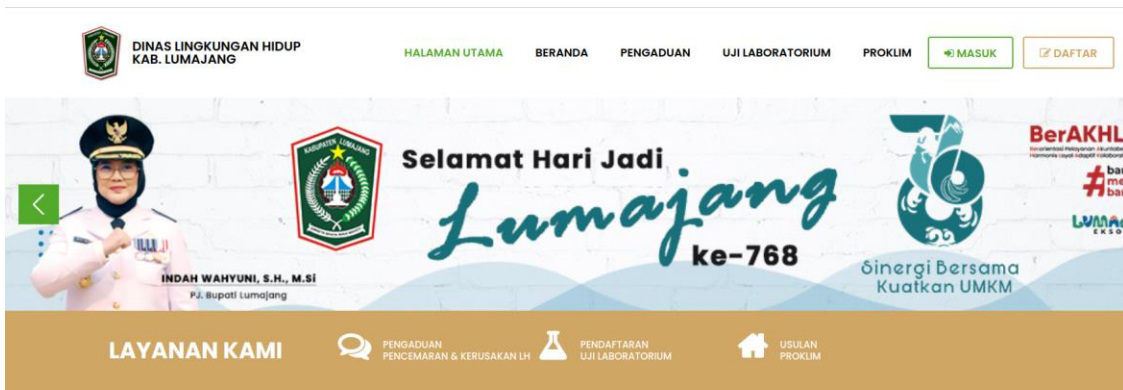 DINAS LINGKUNGAN HIDUP
KAB. LUMAJANG
HALAMAN UTAMA
BERANDA
PENGADUAN
UJI LABORATORIUM
PROKLIM
MASUK
DAFTAR
KABUPATEN LUMAJANG
Selamat Hari Jadi
Lumajang
ke-768
INDAH WAHYUNI, S.H., M.Si
PJ. Bupati Lumajang
Sinergi Bersama
Kuatkan UMKM
BerAKHL
LAYANAN KAMI
PENGADUAN
PENCEMARAN & KERUSAKAN LH
PENDAFTARAN
UJI LABORATORIUM
USULAN
PROKLIM